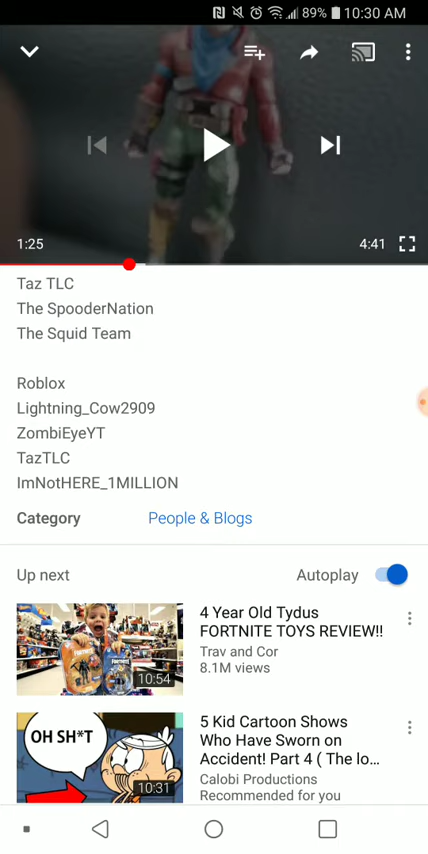 89% 10:30 AM
1:25
4:41
Taz TLC
The SpooderNation
The Squid Team
Roblox
Lightning_Cow2909
ZombiEyeYT
TazTLC
ImNotHERE_1MILLION
Category People & Blogs
Up next Autoplay
4 Year Old Tydus
FORTNITE TOYS REVIEW!!
Trav and Cor
8.1M views
FORTNITE
10:54
5 Kid Cartoon Shows
Who Have Sworn on
Accident! Part 4 ( The lo...
Calobi Productions
Recommended for you
OH SH*T
10:31